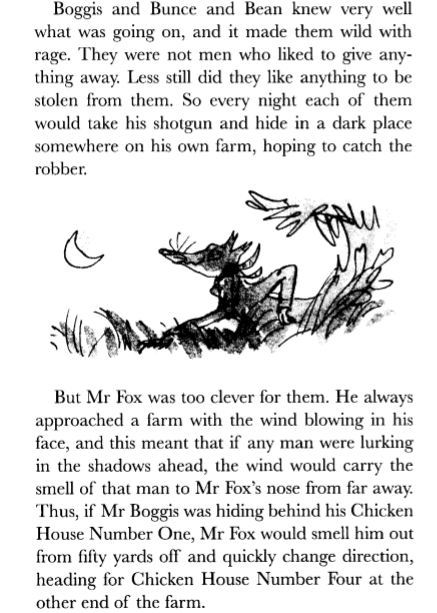 Boggis and Bunce and Bean knew very well
what was going on, and it made them wild with
rage. They were not men who liked to give any-
thing away. Less still did they like anything to be
stolen from them. So every night each of them
would take his shotgun and hide in a dark place
somewhere on his own farm, hoping to catch the
robber.
But Mr Fox was too clever for them. He always
approached a farm with the wind blowing in his
face, and this meant that if any man were lurking
in the shadows ahead, the wind would carry the
smell of that man to Mr Fox's nose from far away.
Thus, if Mr Boggis was hiding behind his Chicken
House Number One, Mr Fox would smell him out
from fifty yards off and quickly change direction,
heading for Chicken House Number Four at the
other end of the farm.